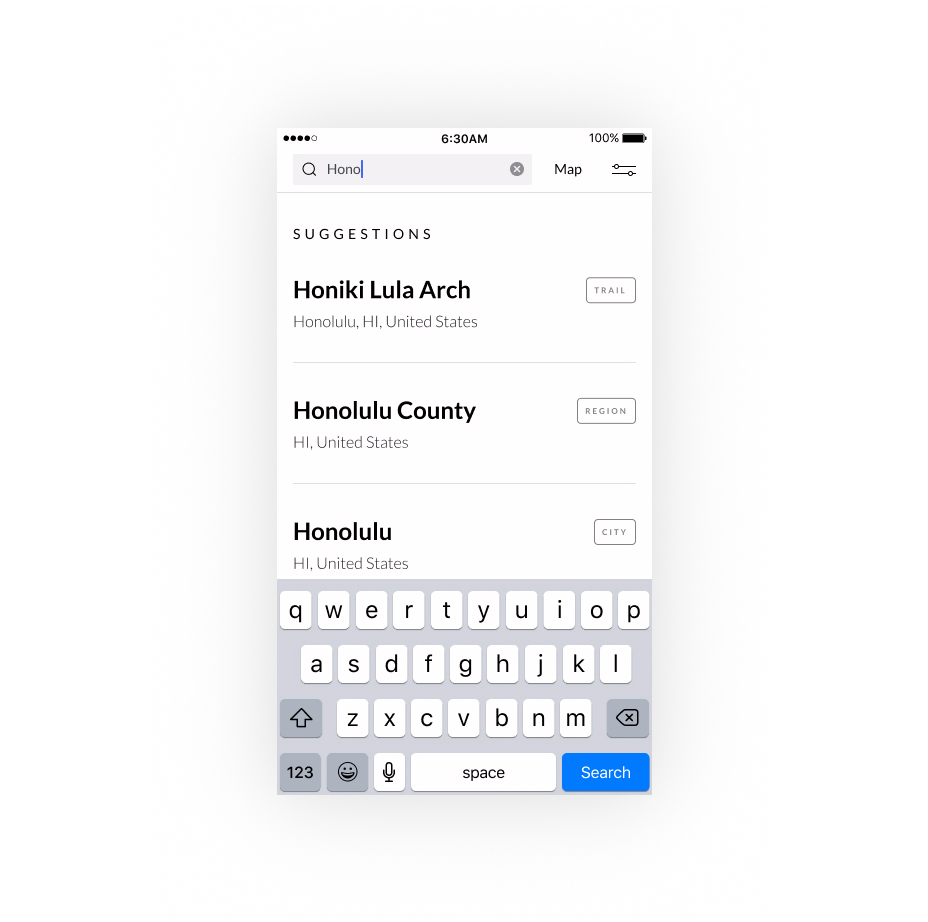 6:30AM 100%
Hono Map
SUGGESTIONS
Honiki Lula Arch TRAIL
Honolulu, HI, United States
Honolulu County REGION
HI, United States
Honolulu CITY
HI, United States
q w e r t y u i o p
a s d f g h j k l
z x c v b n m
123 space Search